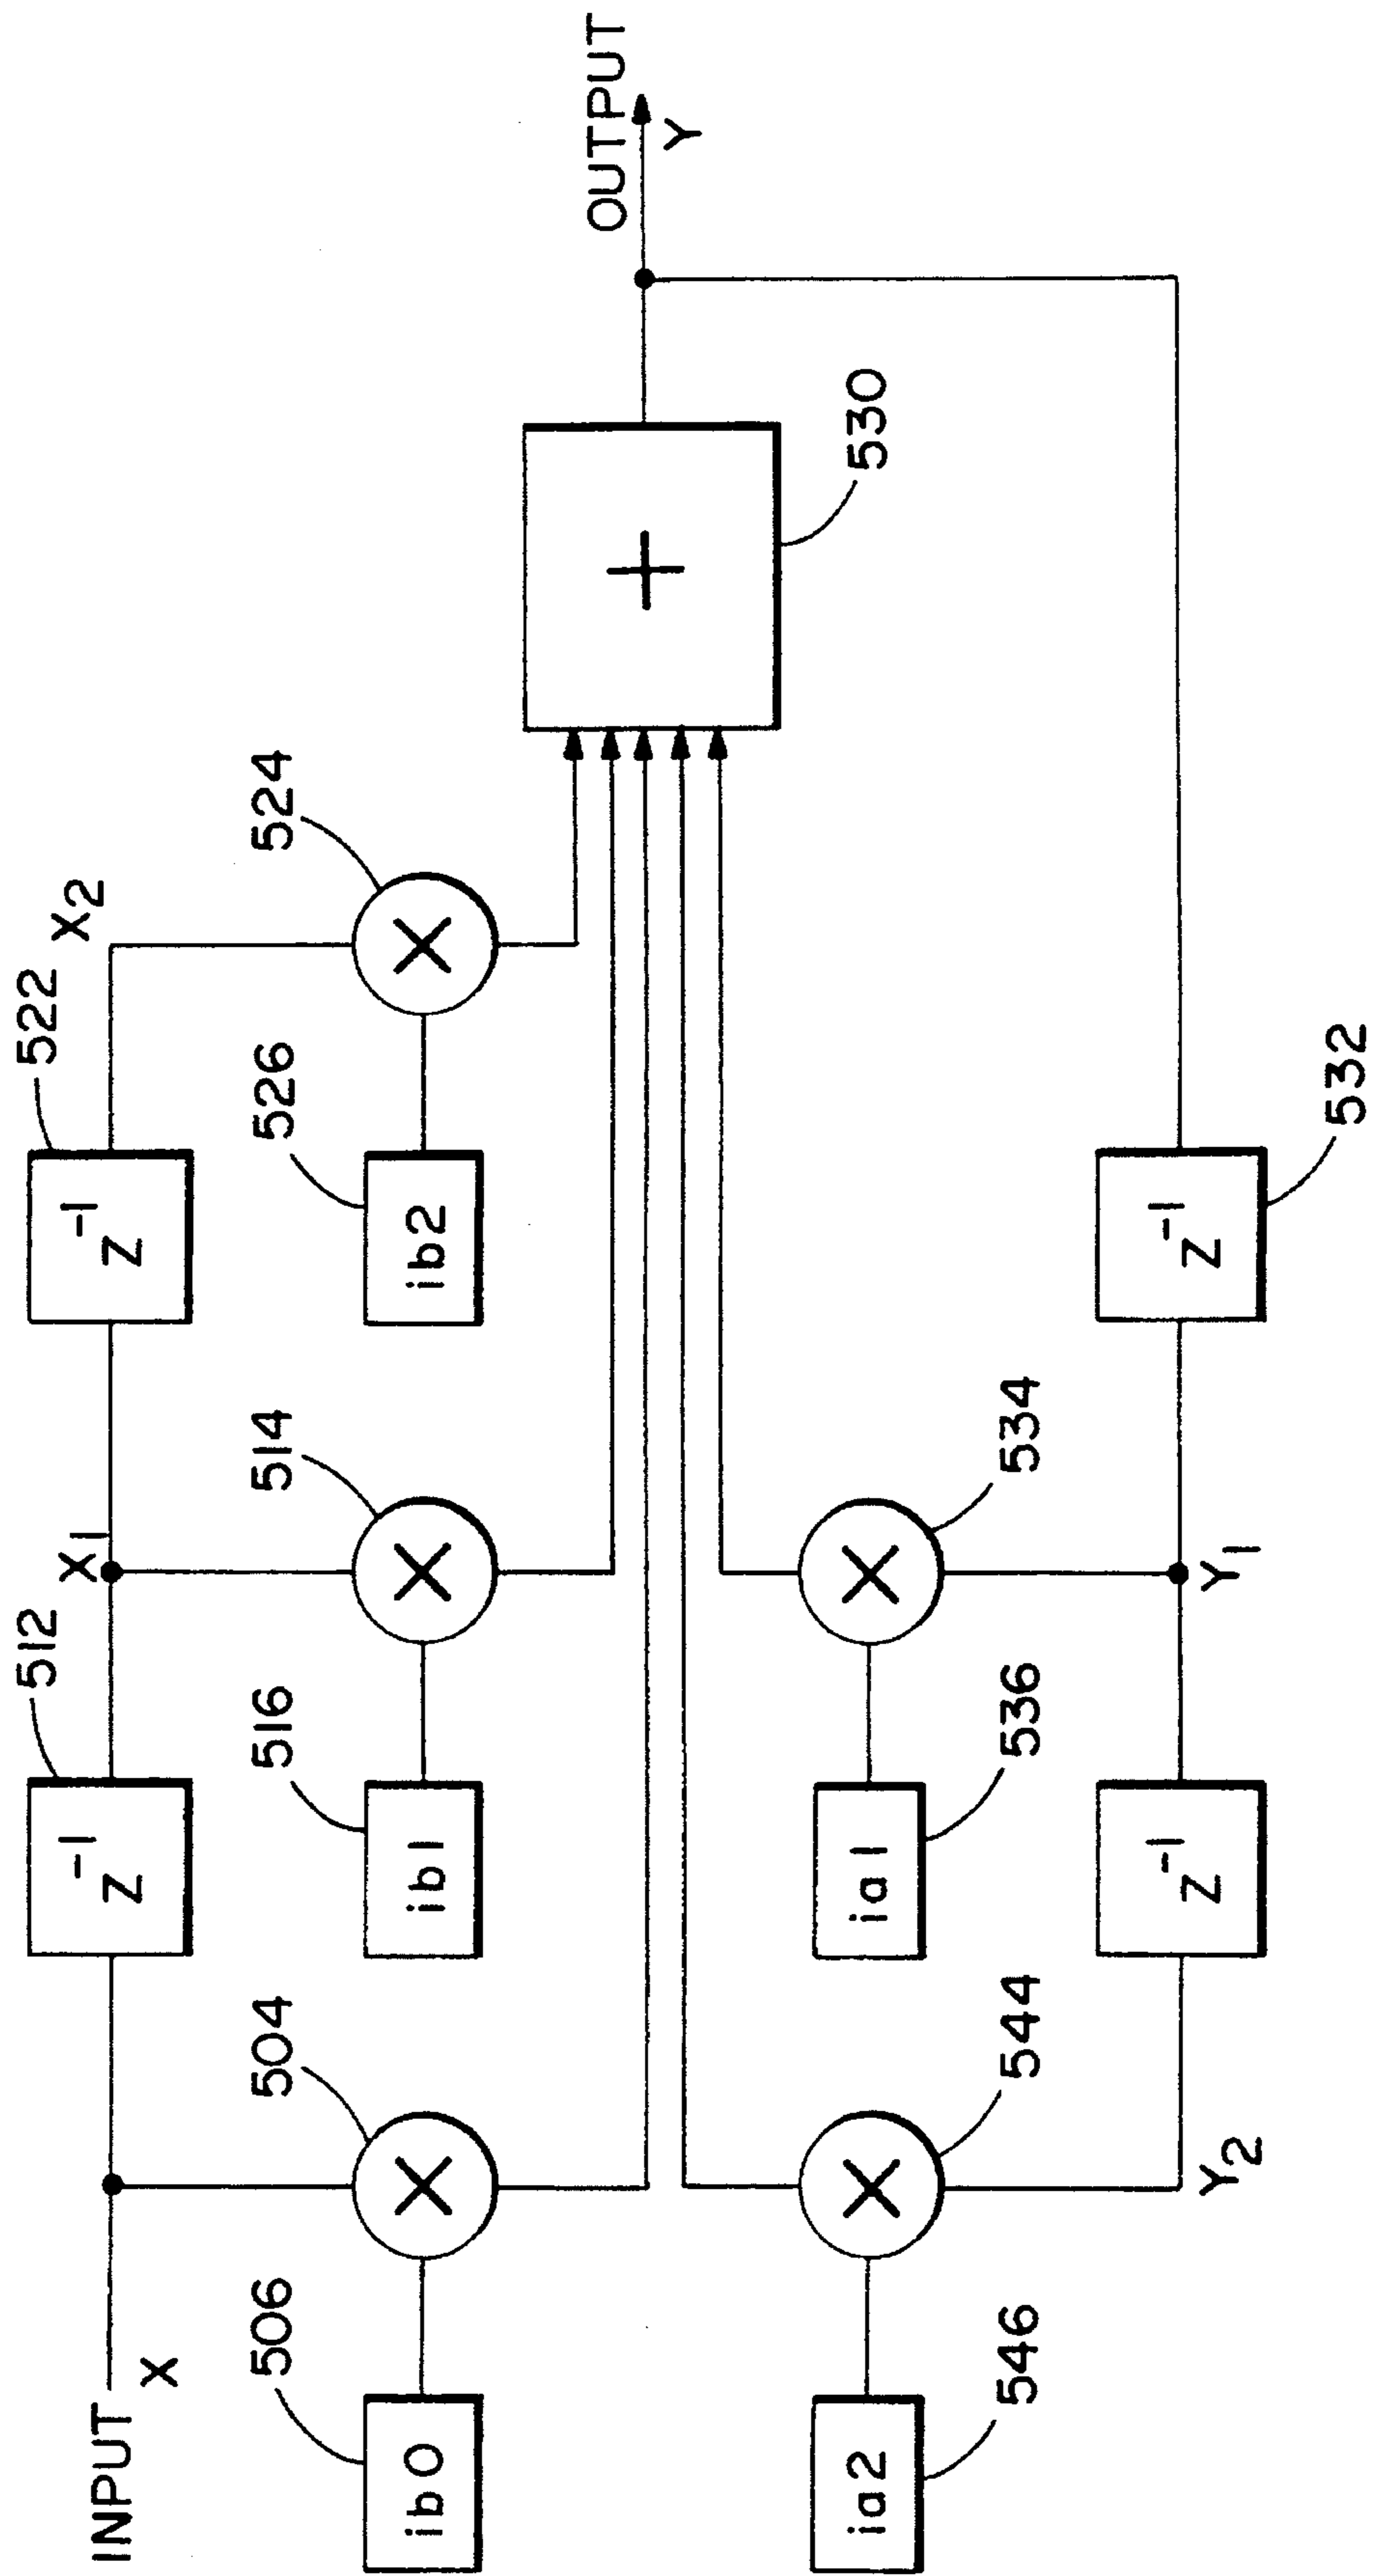 INPUT
X
512
z⁻¹
X1
522
z⁻¹
X2
506
ib0
504
X
516
ib1
514
X
526
ib2
524
X
+
530
OUTPUT
Y
546
ia2
544
X
536
ia1
534
X
Y2
z⁻¹
Y1
z⁻¹
532